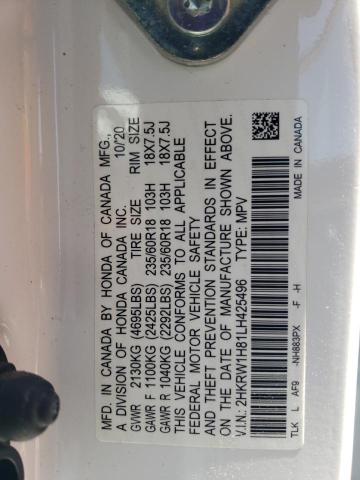 MFD. IN CANADA BY HONDA OF CANADA MFG.,
A DIVISION OF HONDA CANADA INC. 10/20
GVWR 2130KG (4695LBS) TIRE SIZE RIM SIZE
GAWR F 1100KG (2425LBS) 235/60R18 103H 18X7.5J
GAWR R 1040KG (2292LBS) 235/60R18 103H 18X7.5J
THIS VEHICLE CONFORMS TO ALL APPLICABLE
FEDERAL MOTOR VEHICLE SAFETY
AND THEFT PREVENTION STANDARDS IN EFFECT
ON THE DATE OF MANUFACTURE SHOWN ABOVE.
V.I.N: 2HKRW1H81LH425496 TYPE: MPV
TLK L AF9 -NH883PX -F -H MADE IN CANADA